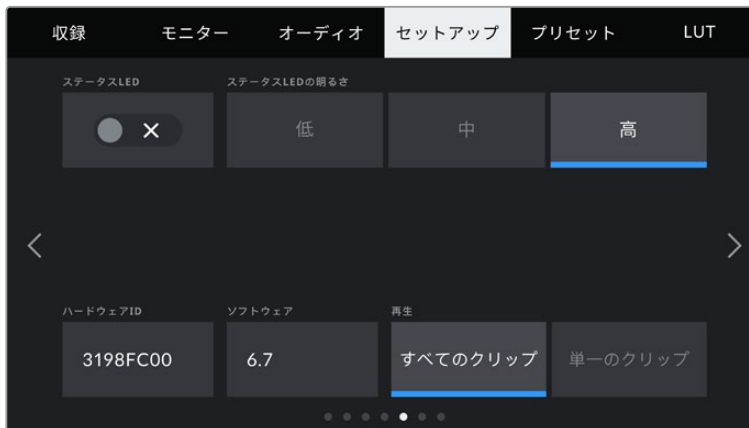 収録 モニター オーディオ セットアップ プリセット LUT
ステータスLED ステータスLEDの明るさ
低 中 高
ハードウェアID ソフトウェア 再生
3198FC00 6.7 すべてのクリップ 単一のクリップ